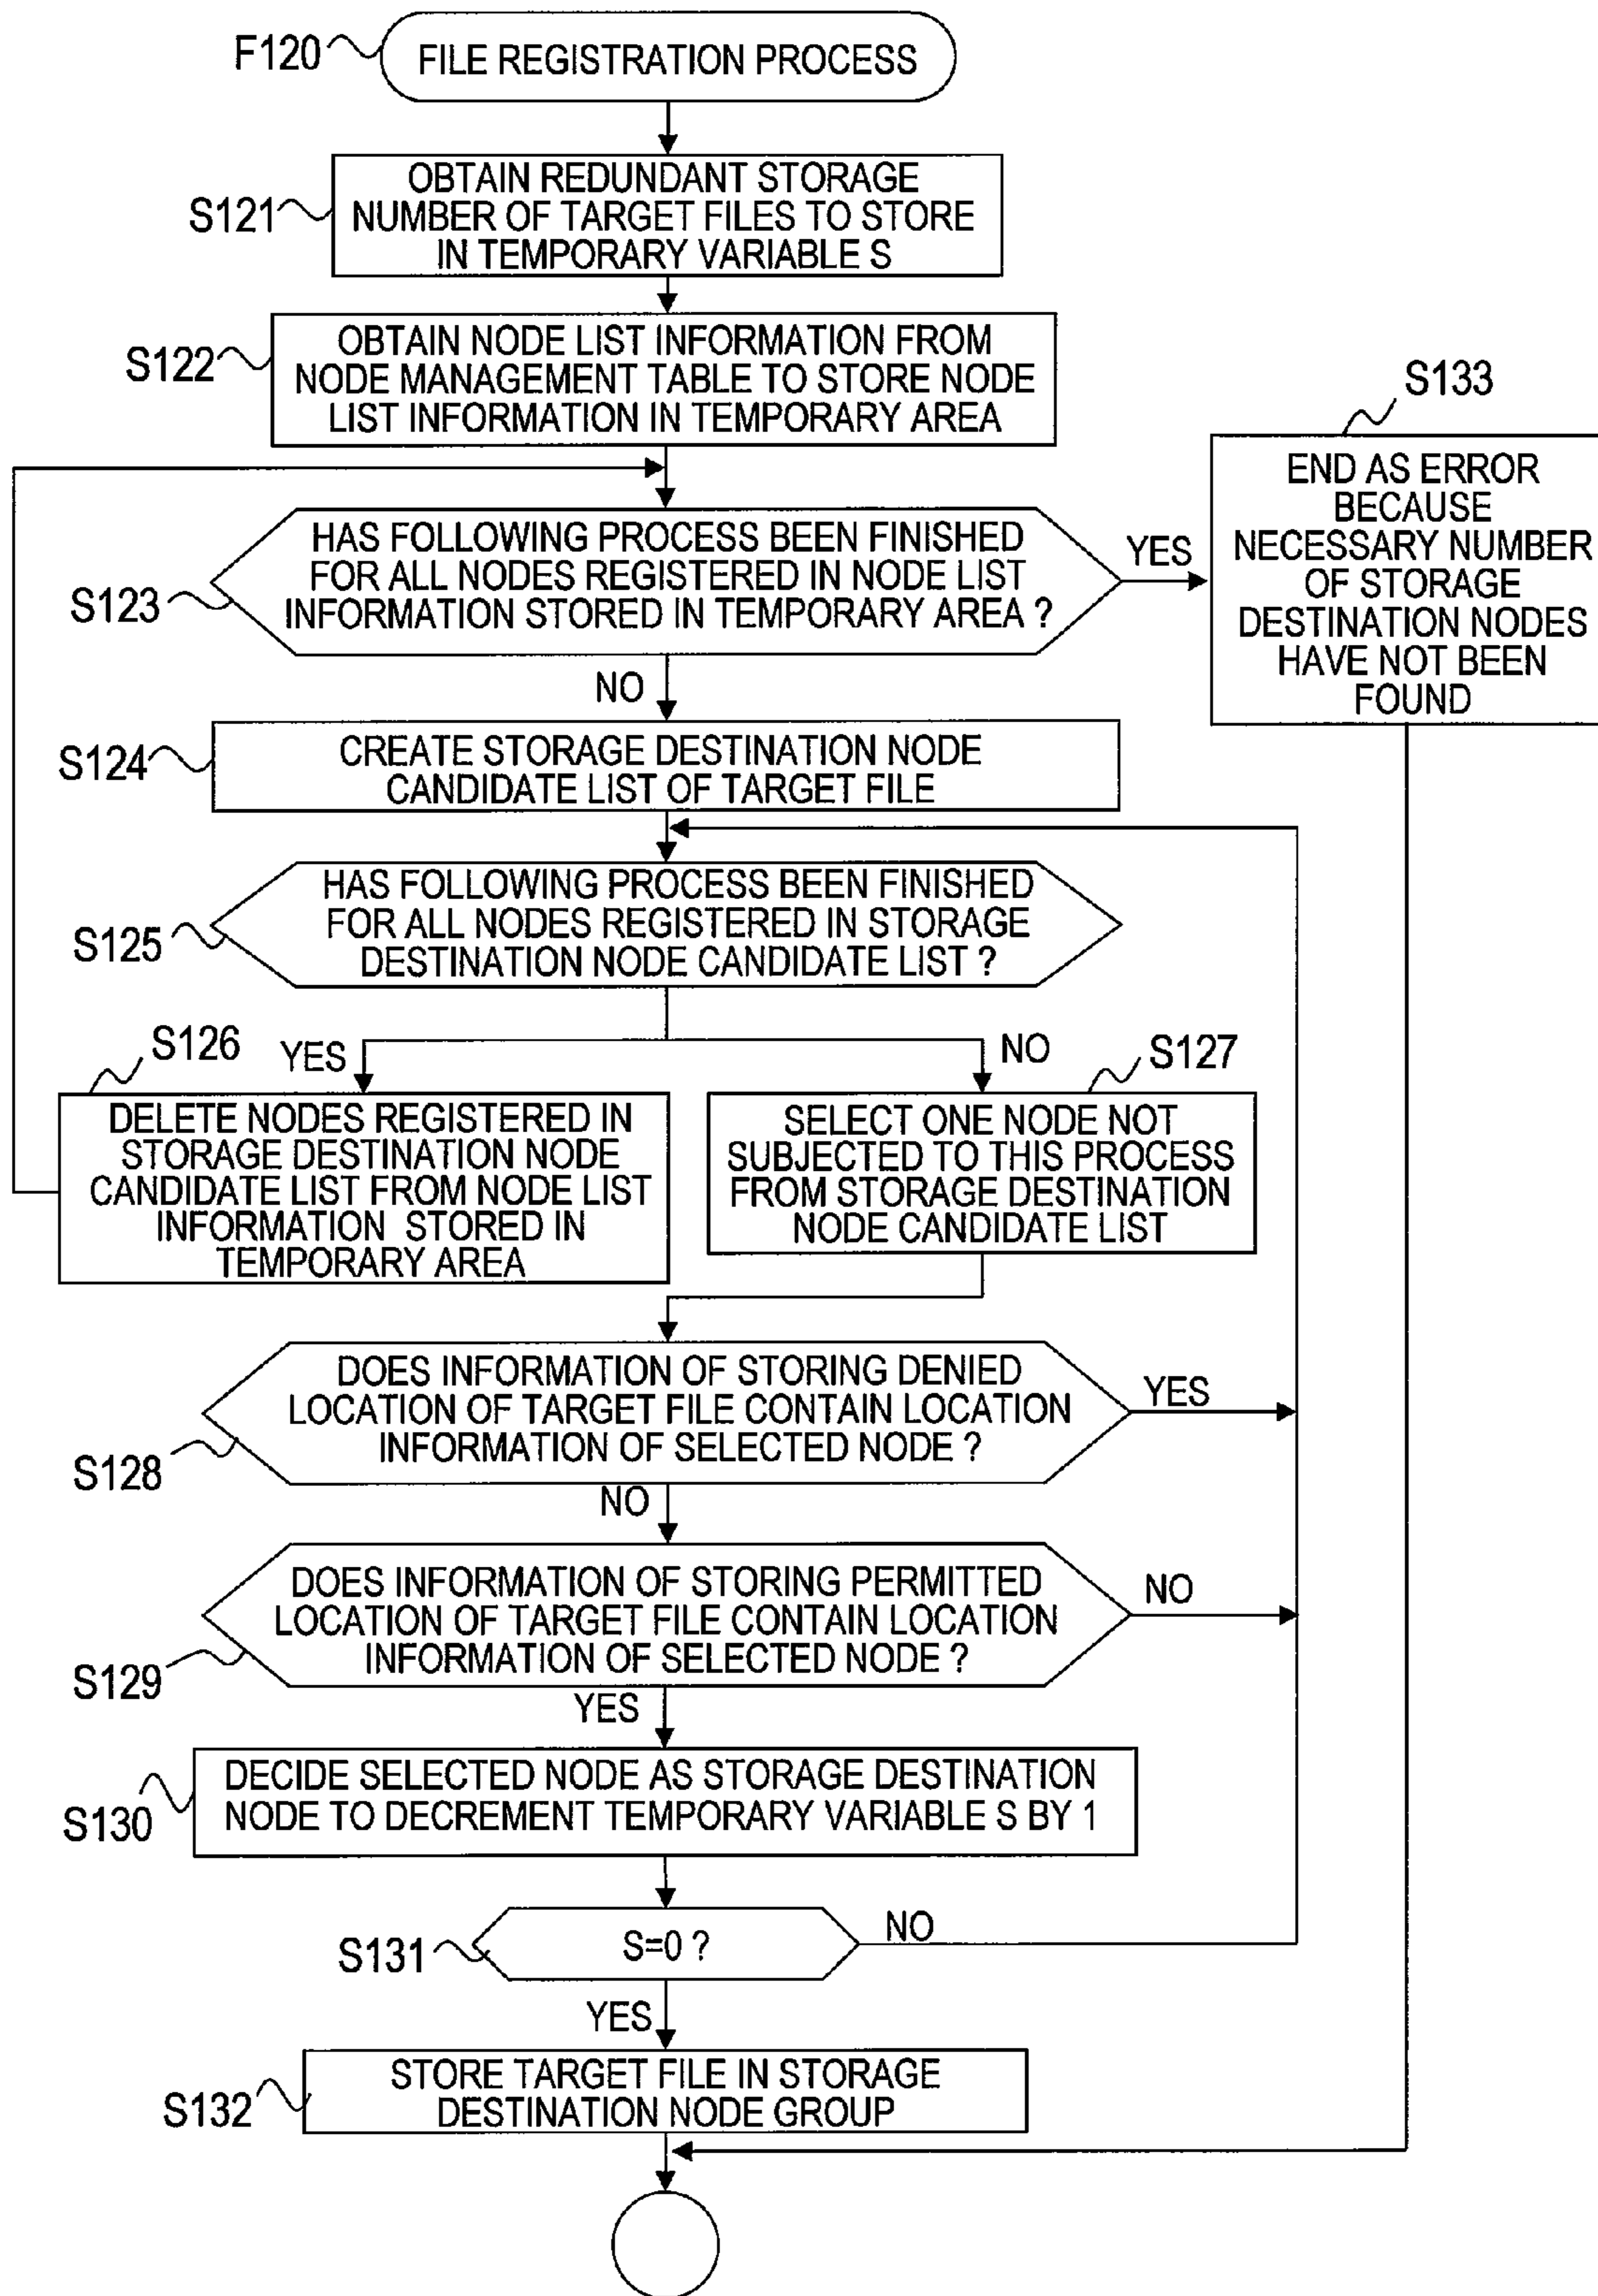 F120
FILE REGISTRATION PROCESS
S121
OBTAIN REDUNDANT STORAGE
NUMBER OF TARGET FILES TO STORE
IN TEMPORARY VARIABLE S
S122
OBTAIN NODE LIST INFORMATION FROM
NODE MANAGEMENT TABLE TO STORE NODE
LIST INFORMATION IN TEMPORARY AREA
S133
END AS ERROR
BECAUSE
NECESSARY NUMBER
OF STORAGE
DESTINATION NODES
HAVE NOT BEEN
FOUND
S123
HAS FOLLOWING PROCESS BEEN FINISHED
FOR ALL NODES REGISTERED IN NODE LIST
INFORMATION STORED IN TEMPORARY AREA ?
YES
NO
S124
CREATE STORAGE DESTINATION NODE
CANDIDATE LIST OF TARGET FILE
S125
HAS FOLLOWING PROCESS BEEN FINISHED
FOR ALL NODES REGISTERED IN STORAGE
DESTINATION NODE CANDIDATE LIST ?
S126
YES
NO
S127
DELETE NODES REGISTERED IN
STORAGE DESTINATION NODE
CANDIDATE LIST FROM NODE LIST
INFORMATION STORED IN
TEMPORARY AREA
SELECT ONE NODE NOT
SUBJECTED TO THIS PROCESS
FROM STORAGE DESTINATION
NODE CANDIDATE LIST
S128
DOES INFORMATION OF STORING DENIED
LOCATION OF TARGET FILE CONTAIN LOCATION
INFORMATION OF SELECTED NODE ?
YES
NO
S129
DOES INFORMATION OF STORING PERMITTED
LOCATION OF TARGET FILE CONTAIN LOCATION
INFORMATION OF SELECTED NODE ?
NO
YES
S130
DECIDE SELECTED NODE AS STORAGE DESTINATION
NODE TO DECREMENT TEMPORARY VARIABLE S BY 1
S131
S=0 ?
NO
YES
S132
STORE TARGET FILE IN STORAGE
DESTINATION NODE GROUP